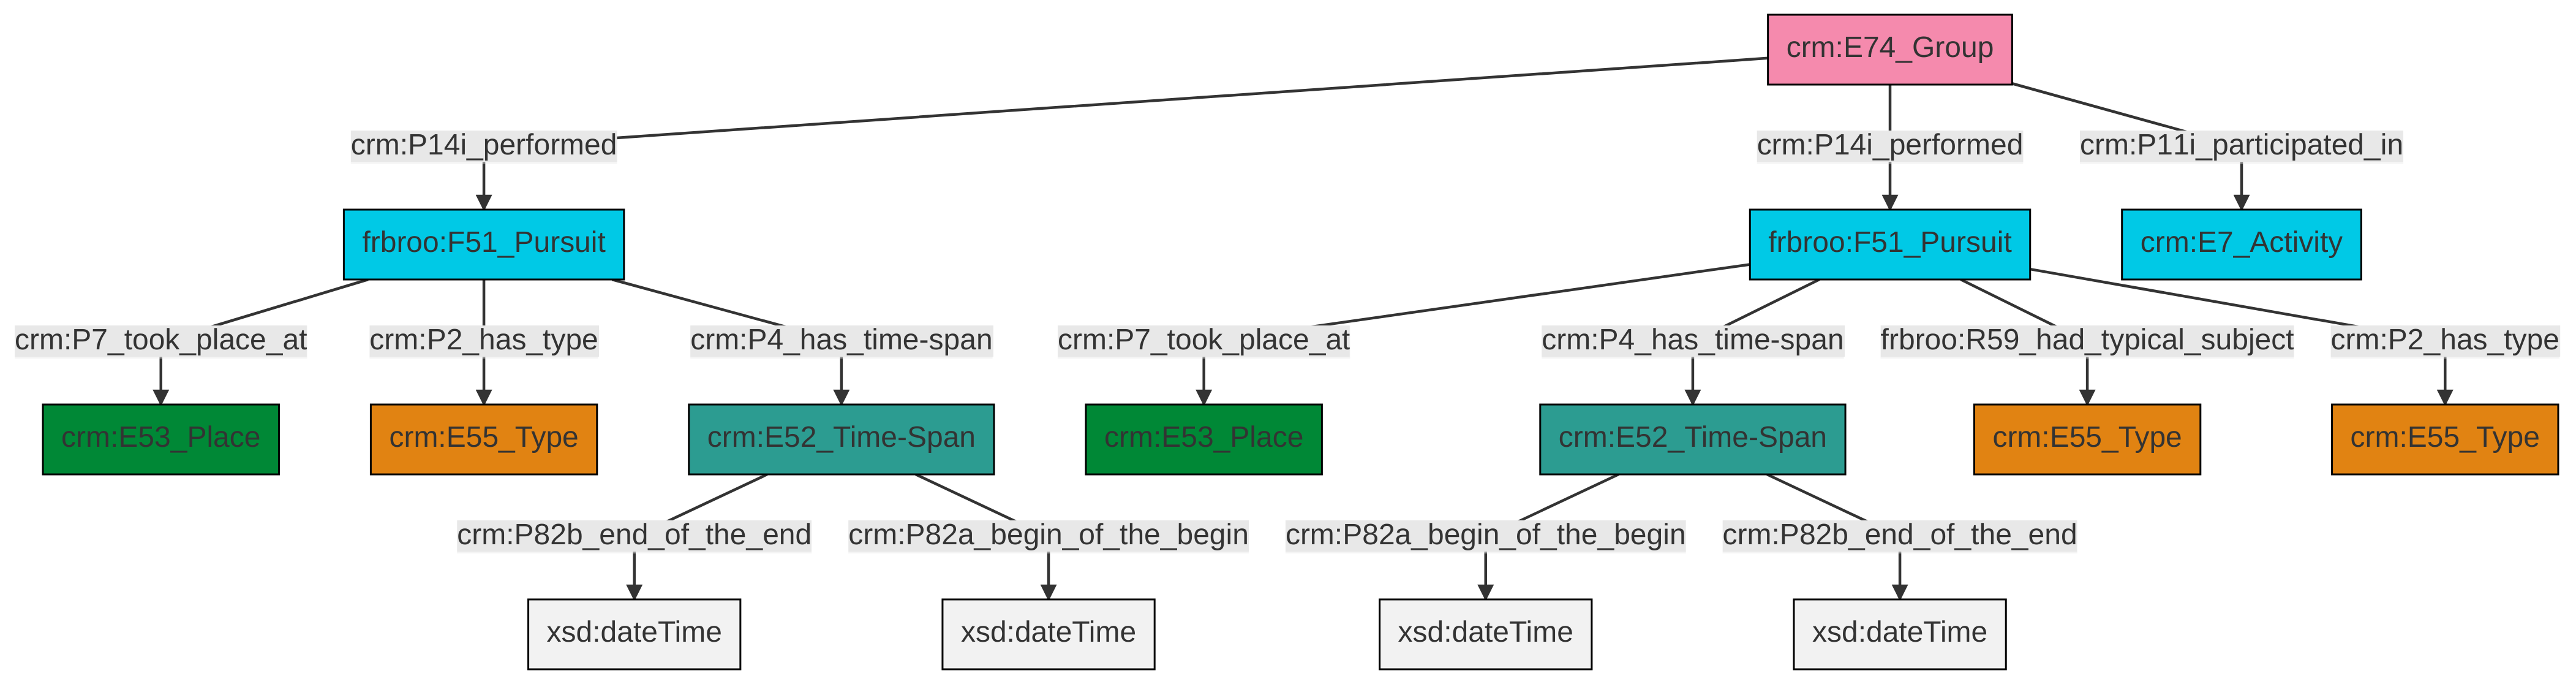 crm:E74_Group
crm:P14i_performed
crm:P14i_performed
crm:P11i_participated_in
frbroo:F51_Pursuit
frbroo:F51_Pursuit
crm:E7_Activity
crm:P7_took_place_at
crm:P2_has_type
crm:P4_has_time-span
crm:P7_took_place_at
crm:P4_has_time-span
frbroo:R59_had_typical_subject
crm:P2_has_type
crm:E53_Place
crm:E55_Type
crm:E52_Time-Span
crm:E53_Place
crm:E52_Time-Span
crm:E55_Type
crm:E55_Type
crm:P82b_end_of_the_end
crm:P82a_begin_of_the_begin
crm:P82a_begin_of_the_begin
crm:P82b_end_of_the_end
xsd:dateTime
xsd:dateTime
xsd:dateTime
xsd:dateTime